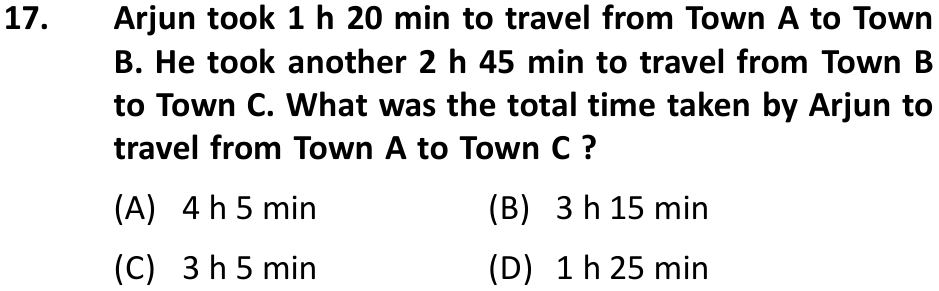 17. Arjun took 1 h 20 min to travel from Town A to Town
B. He took another 2 h 45 min to travel from Town B
to Town C. What was the total time taken by Arjun to
travel from Town A to Town C ?
(A) 4 h 5 min (B) 3 h 15 min
(C) 3 h 5 min (D) 1 h 25 min